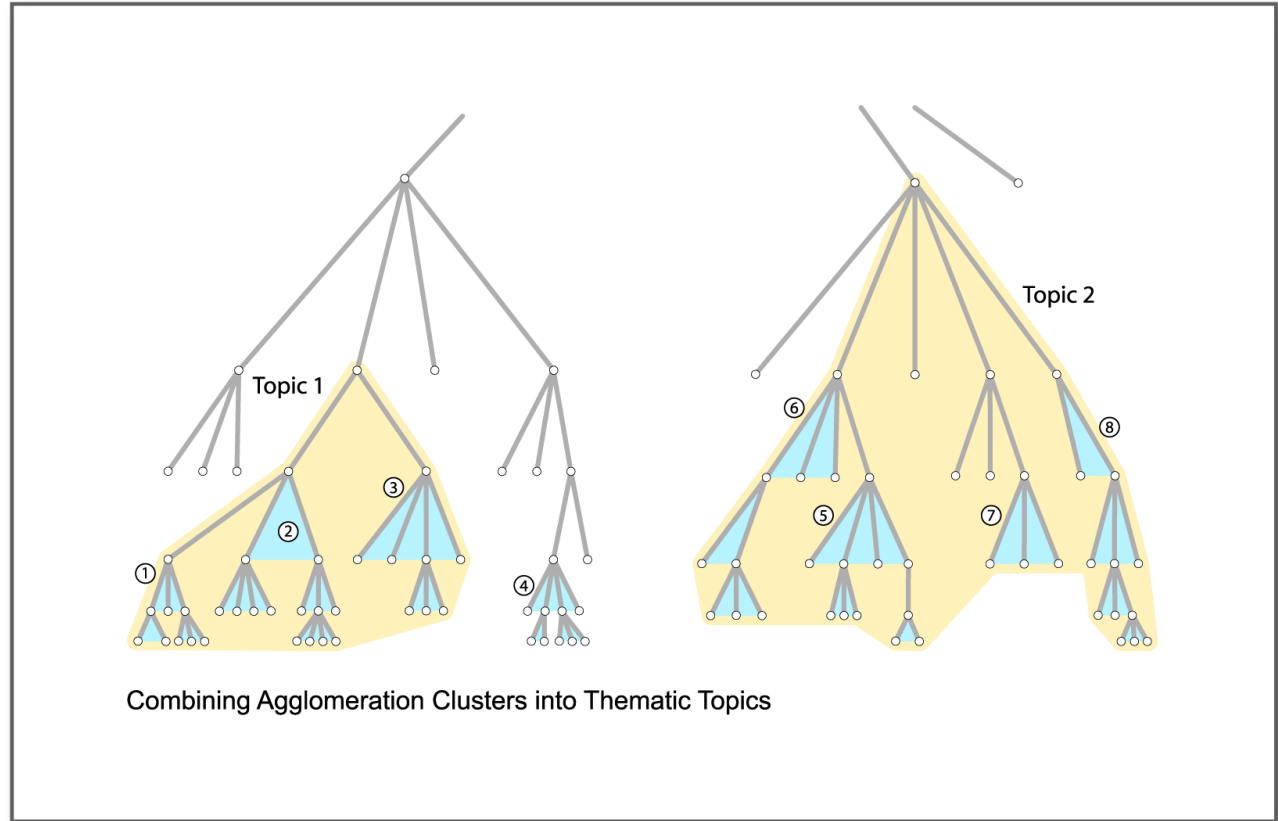 Topic 2
Topic 1
⑥
⑧
③
⑤
⑦
②
①
④
Combining Agglomeration Clusters into Thematic Topics